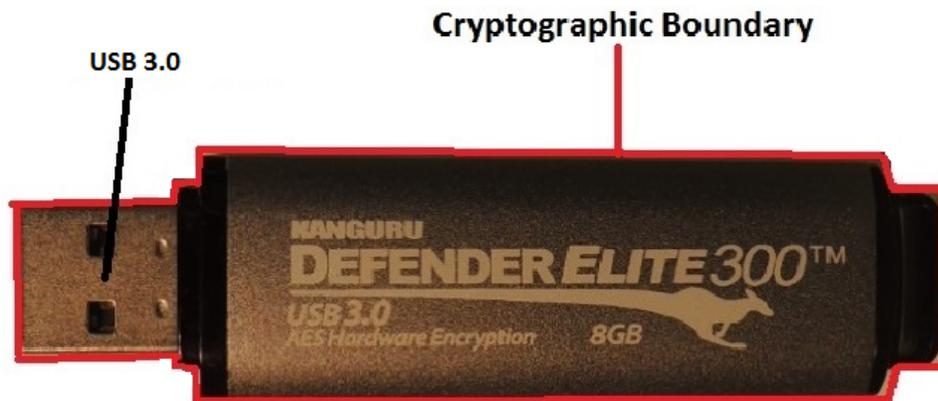 Cryptographic Boundary
USB 3.0
KANGURU
DEFENDER ELITE 300™
USB 3.0
AES Hardware Encryption 8GB